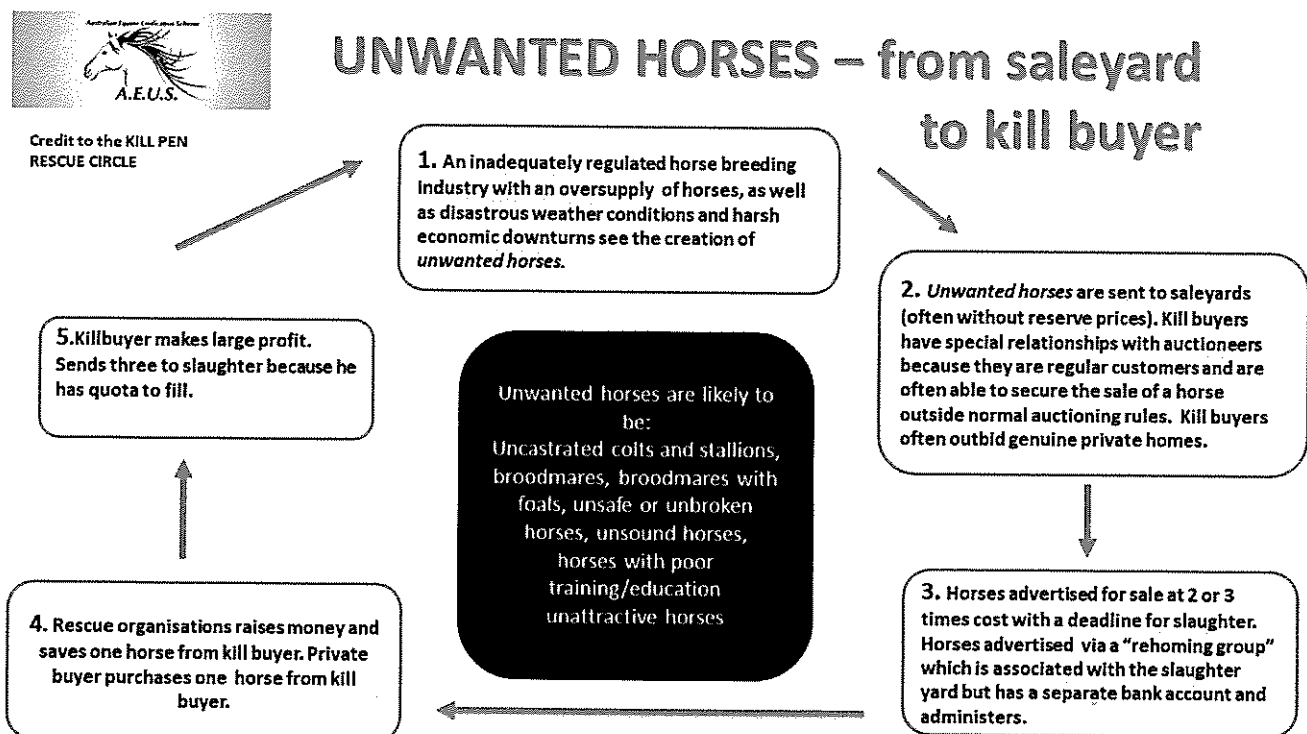 Australian Equine Unification Scheme
A.E.U.S.
UNWANTED HORSES – from saleyard
to kill buyer
Credit to the KILL PEN
RESCUE CIRCLE
1. An inadequately regulated horse breeding
industry with an oversupply of horses, as well
as disastrous weather conditions and harsh
economic downturns see the creation of
unwanted horses.
2. Unwanted horses are sent to saleyards
(often without reserve prices). Kill buyers
have special relationships with auctioneers
because they are regular customers and are
often able to secure the sale of a horse
outside normal auctioning rules. Kill buyers
often outbid genuine private homes.
3. Horses advertised for sale at 2 or 3
times cost with a deadline for slaughter.
Horses advertised via a “rehoming group”
which is associated with the slaughter
yard but has a separate bank account and
administers.
4. Rescue organisations raises money and
saves one horse from kill buyer. Private
buyer purchases one horse from kill
buyer.
5.Killbuyer makes large profit.
Sends three to slaughter because he
has quota to fill.
Unwanted horses are likely to
be:
Uncastrated colts and stallions,
broodmares, broodmares with
foals, unsafe or unbroken
horses, unsound horses,
horses with poor
training/education
unattractive horses